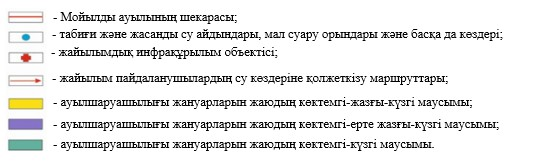 - Мойылды ауылының шекарасы;
- табиғи және жасанды су айдындары, мал суару орындары және басқа да көздері;
- жайылымдық инфрақұрылым объектісі;
- жайылым пайдаланушылардың су көздеріне қолжеткізу маршруттары;
- ауылшаруашылығы жануарларын жаюдың көктемгі-жазғы-күзгі маусымы;
- ауылшаруашылығы жануарларын жаюдың көктемгі-ерте жазғы-күзгі маусымы;
- ауылшаруашылығы жануарларын жаюдың көктемгі-күзгі маусымы.